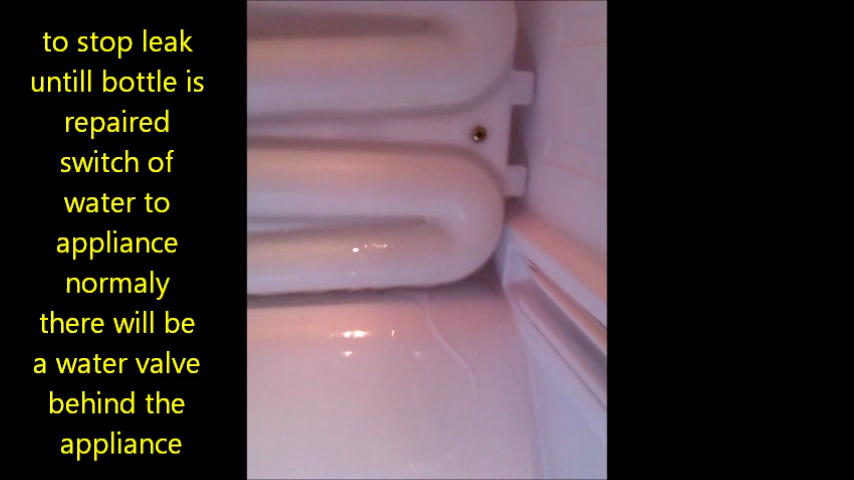 to stop leak
untill bottle is
repaired
switch of
water to
appliance
normaly
there will be
a water valve
behind the
appliance